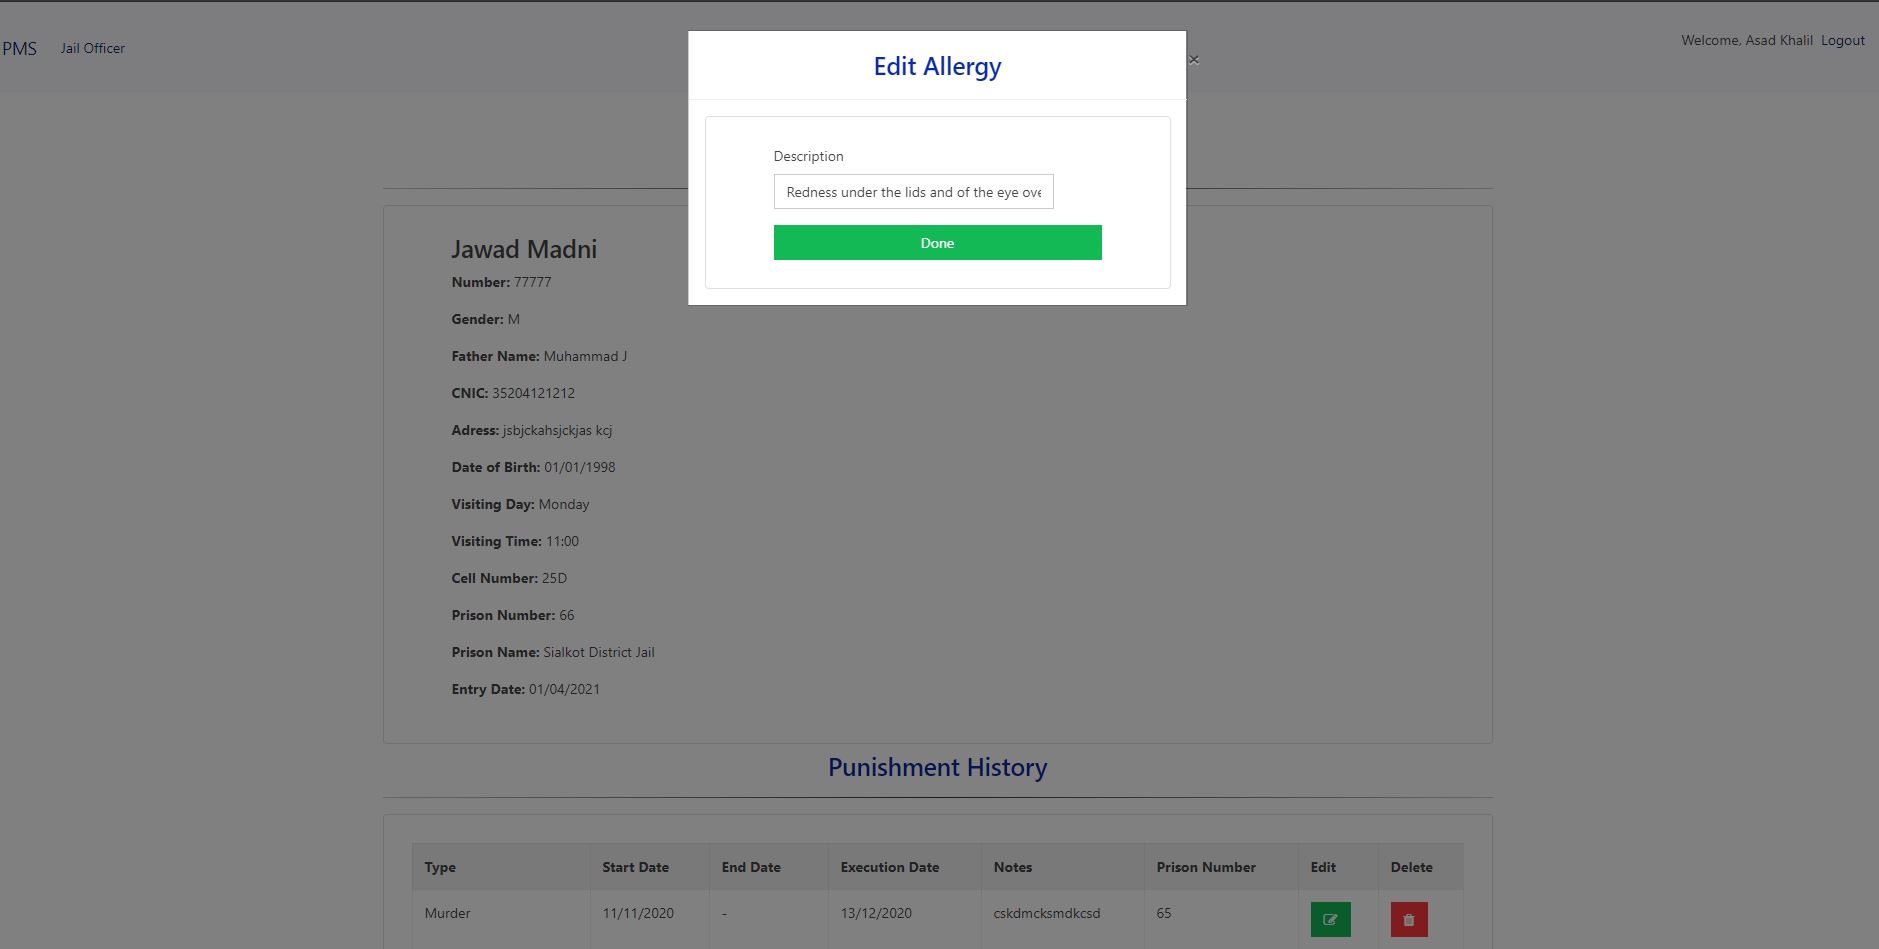 PMS Jail Officer
Welcome, Asad Khalil Logout
Edit Allergy
×
Description
Redness under the lids and of the eye
Done
Jawad Madni
Number: 77777
Gender: M
Father Name: Muhammad J
CNIC: 35204121212
Adress: jsbjckahsjckjas kcj
Date of Birth: 01/01/1998
Visiting Day: Monday
Visiting Time: 11:00
Cell Number: 25D
Prison Number: 66
Prison Name: Sialkot District Jail
Entry Date: 01/04/2021
Punishment History
Type Start Date End Date Execution Date Notes Prison Number Edit Delete
Murder 11/11/2020 - 13/12/2020 cskdmcksmdkcsd 65